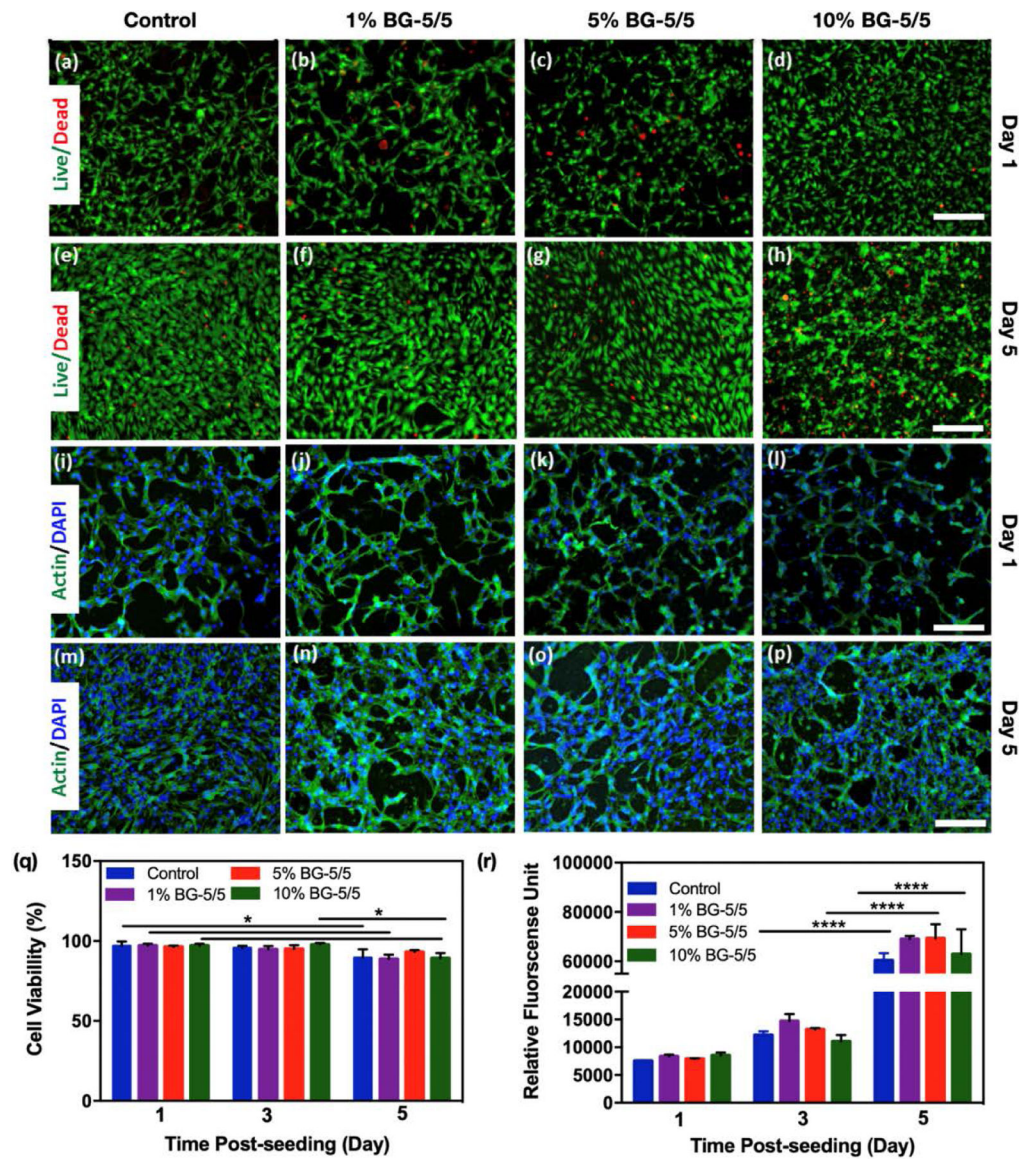 Control 1% BG-5/5 5% BG-5/5 10% BG-5/5
(a) (b) (c) (d)
Live/Dead
Day 1
(e) (f) (g) (h)
Live/Dead
Day 5
(i) (j) (k) (l)
Actin/DAPI
Day 1
(m) (n) (o) (p)
Actin/DAPI
Day 5
(q)
150
100
50
0
Cell Viabillity (%)
Control 5% BG-5/5
1% BG-5/5 10% BG-5/5
*
*
1 3 5
Time Post-seeding (Day)
(r)
100000
80000
60000
20000
15000
10000
5000
0
Relative Fluorscense Unit
Control
1% BG-5/5
5% BG-5/5
10% BG-5/5
****
****
****
1 3 5
Time Post-seeding (Day)